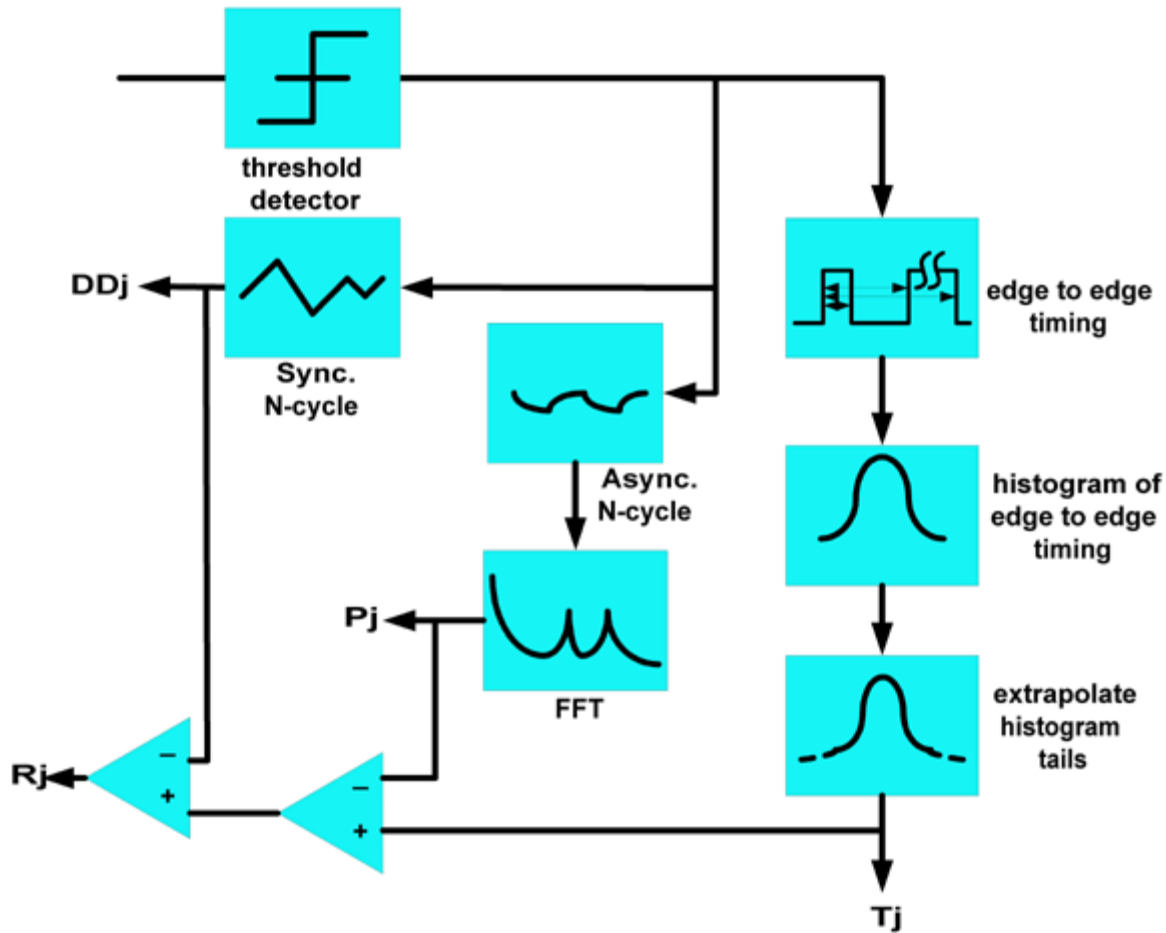 threshold
detector
DDj
Sync.
N-cycle
edge to edge
timing
Async.
N-cycle
histogram of
edge to edge
timing
Pj
FFT
extrapolate
histogram
tails
Rj
−
+
−
+
Tj